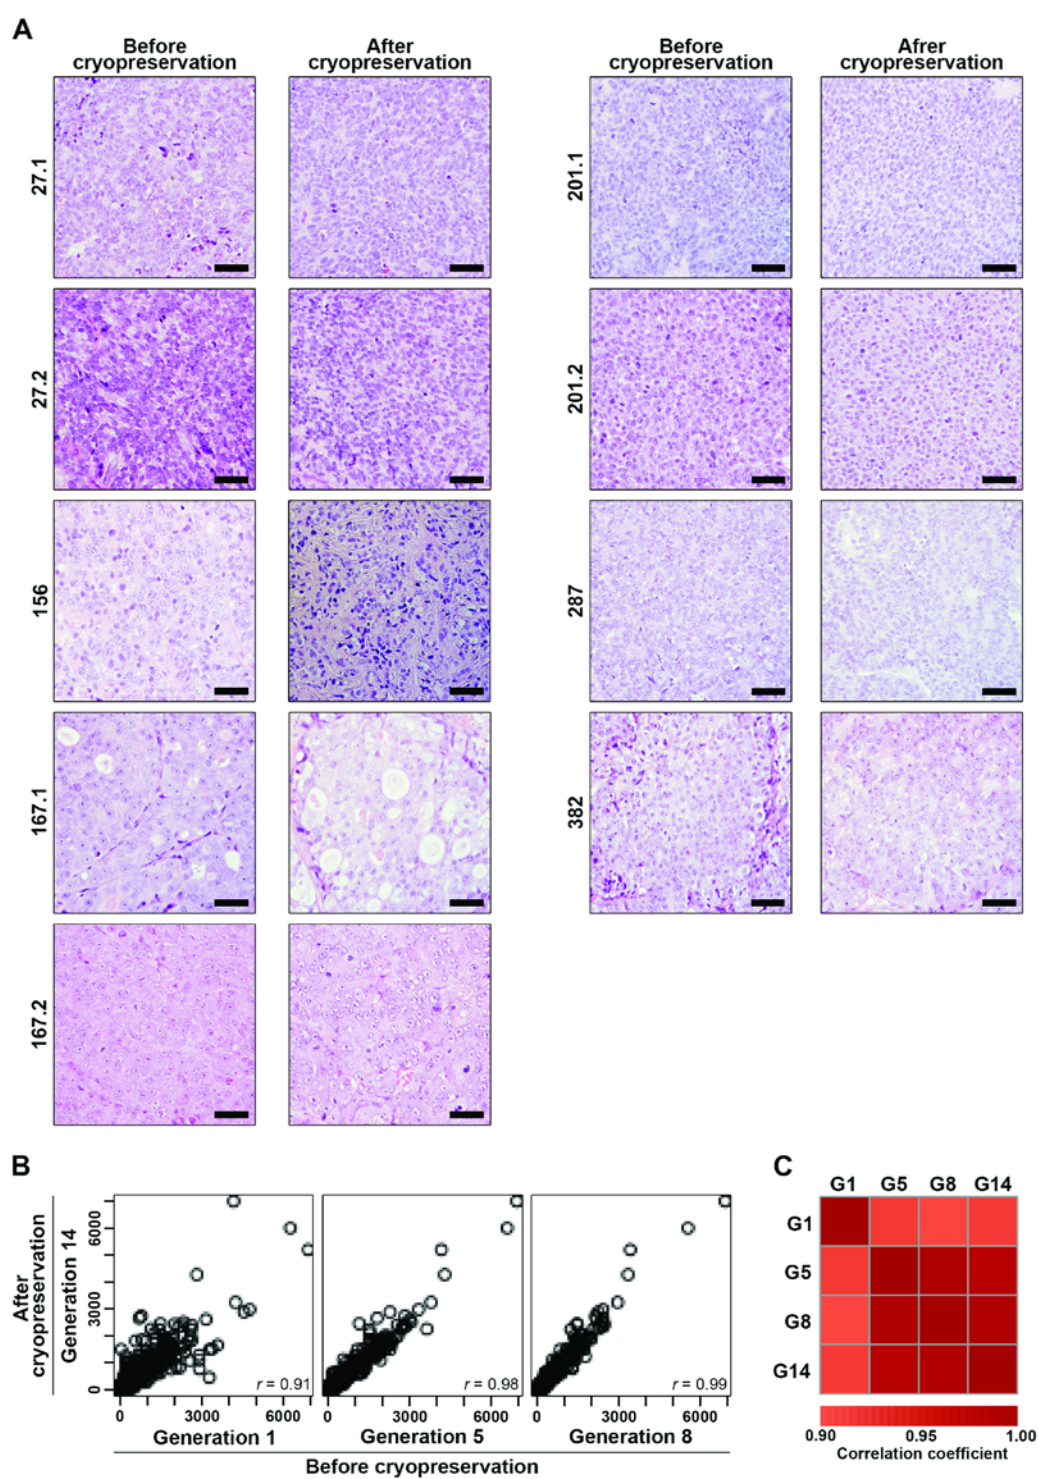 A
Before cryopreservation
After cryopreservation
Before cryopreservation
Afrer cryopreservation
27.1
201.1
27.2
201.2
156
287
167.1
382
167.2
B
After cryopreservation
Generation 14
6000
3000
0
r = 0.91
r = 0.98
r = 0.99
0 3000 6000
0 3000 6000
0 3000 6000
Generation 1
Generation 5
Generation 8
Before cryopreservation
C
G1 G5 G8 G14
G1
G5
G8
G14
0.90 0.95 1.00
Correlation coefficient